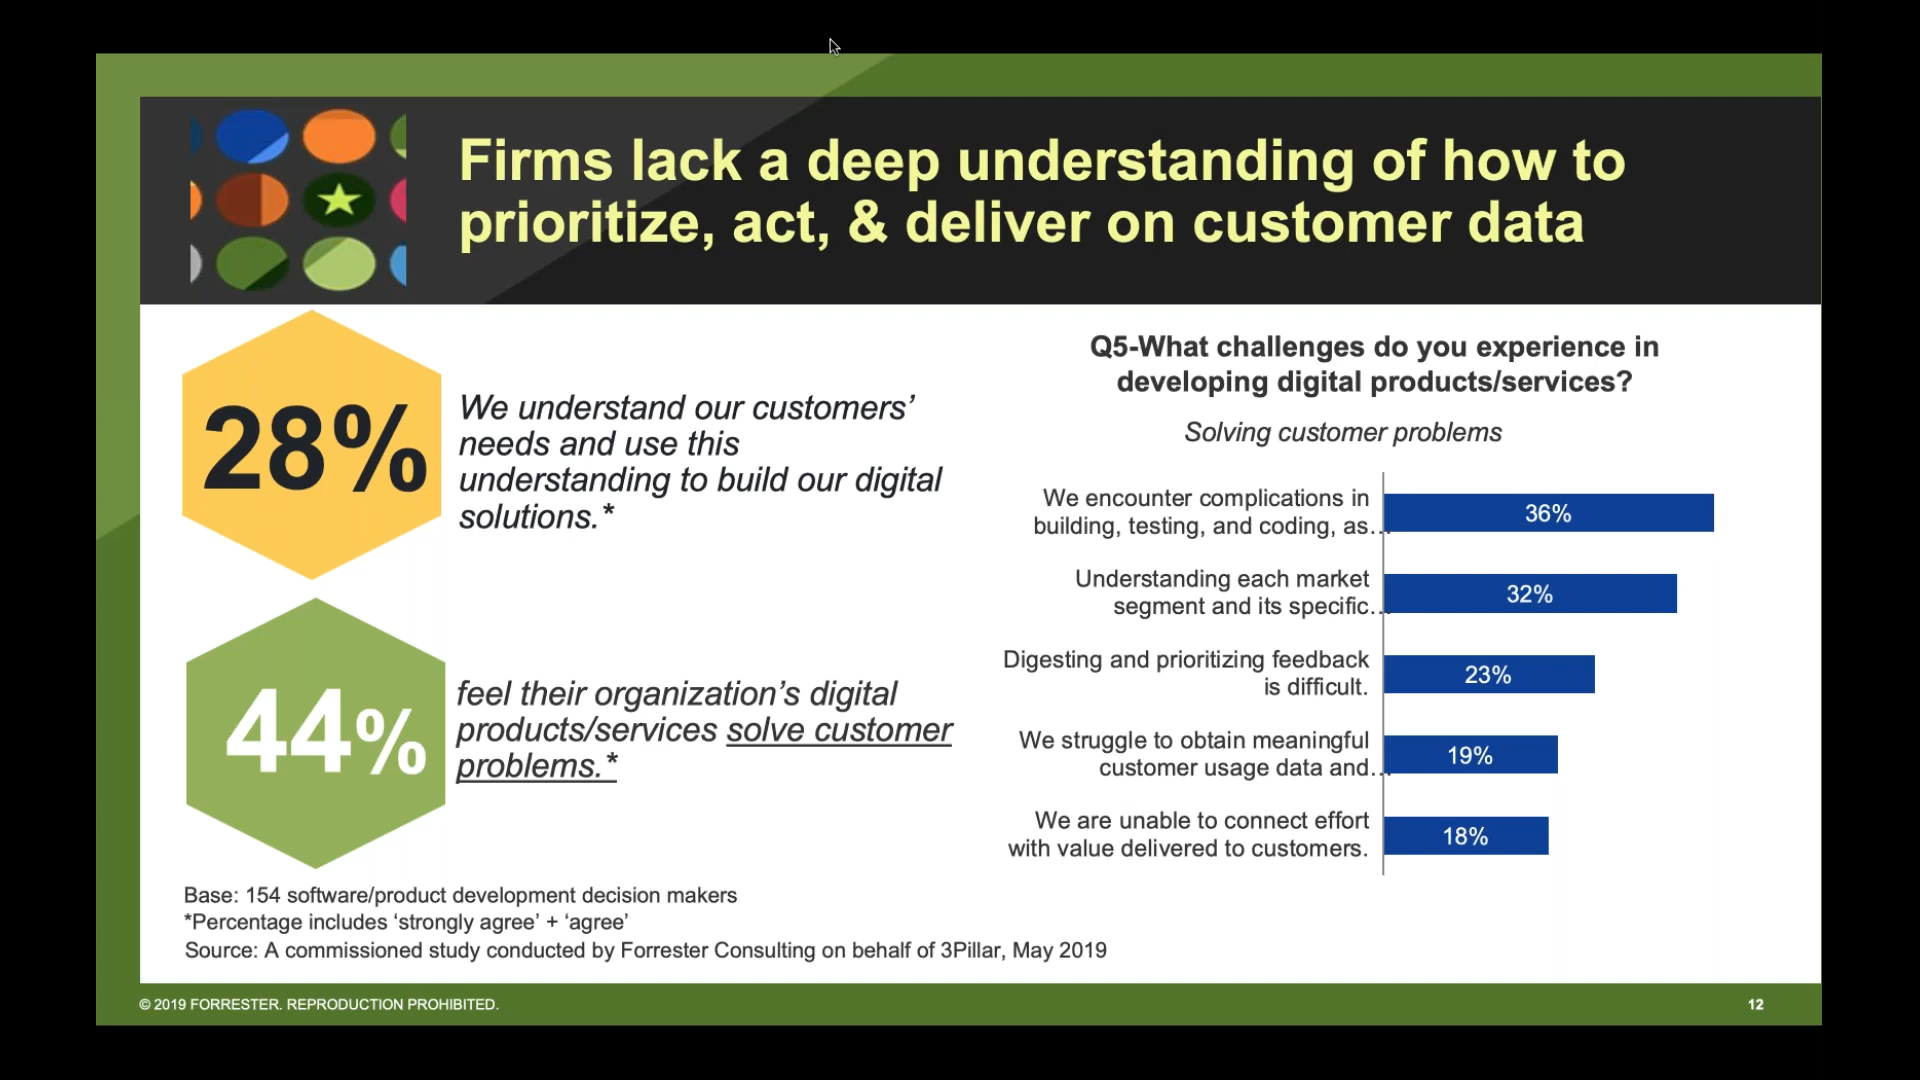 Firms lack a deep understanding of how to
prioritize, act, & deliver on customer data
28%
We understand our customers’
needs and use this
understanding to build our digital
solutions.*
44%
feel their organization’s digital
products/services solve customer
problems.*
Q5-What challenges do you experience in
developing digital products/services?
Solving customer problems
We encounter complications in
building, testing, and coding, as…
36%
Understanding each market
segment and its specific…
32%
Digesting and prioritizing feedback
is difficult.
23%
We struggle to obtain meaningful
customer usage data and…
19%
We are unable to connect effort
with value delivered to customers.
18%
Base: 154 software/product development decision makers
*Percentage includes ‘strongly agree’ + ‘agree’
Source: A commissioned study conducted by Forrester Consulting on behalf of 3Pillar, May 2019
© 2019 FORRESTER. REPRODUCTION PROHIBITED.
12